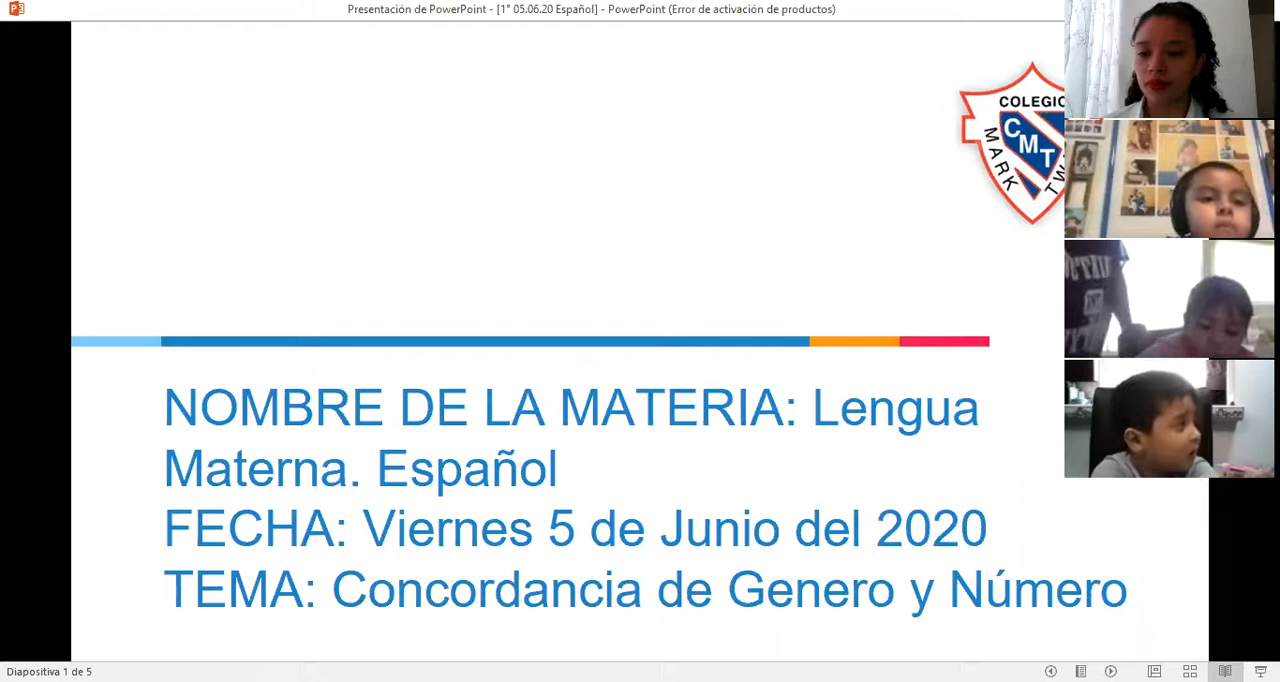 Presentación de PowerPoint - [1° 05.06.20 Español] - PowerPoint (Error de activación de productos)
COLEGIO
CMT
MARK TW
NOMBRE DE LA MATERIA: Lengua
Materna. Español
FECHA: Viernes 5 de Junio del 2020
TEMA: Concordancia de Genero y Número
Diapositiva 1 de 5